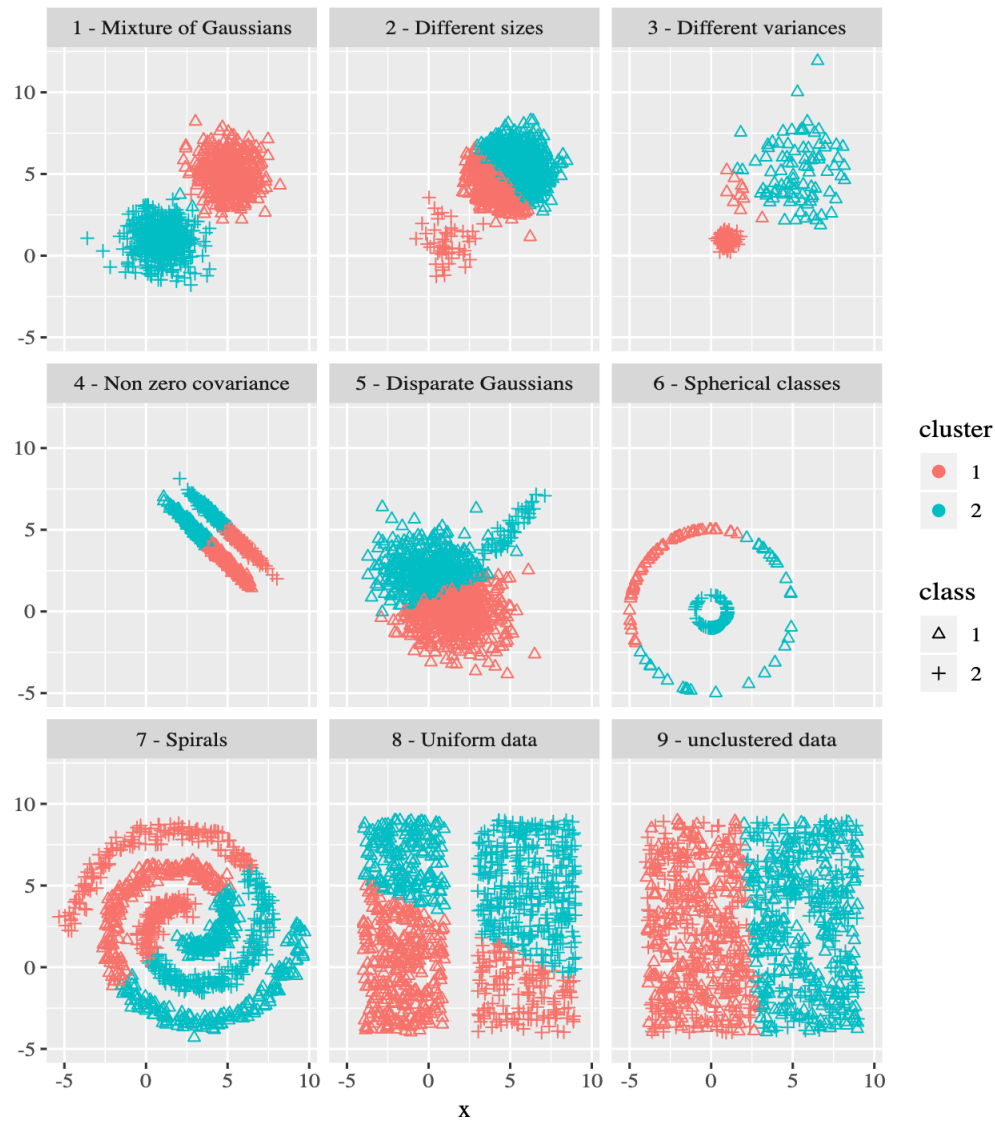 1 - Mixture of Gaussians
2 - Different sizes
3 - Different variances
10
5
0
-5
4 - Non zero covariance
5 - Disparate Gaussians
6 - Spherical classes
10
5
0
-5
cluster
1
2
class
1
2
7 - Spirals
8 - Uniform data
9 - unclustered data
10
5
0
-5
-5 0 5 10
-5 0 5 10
-5 0 5 10
x